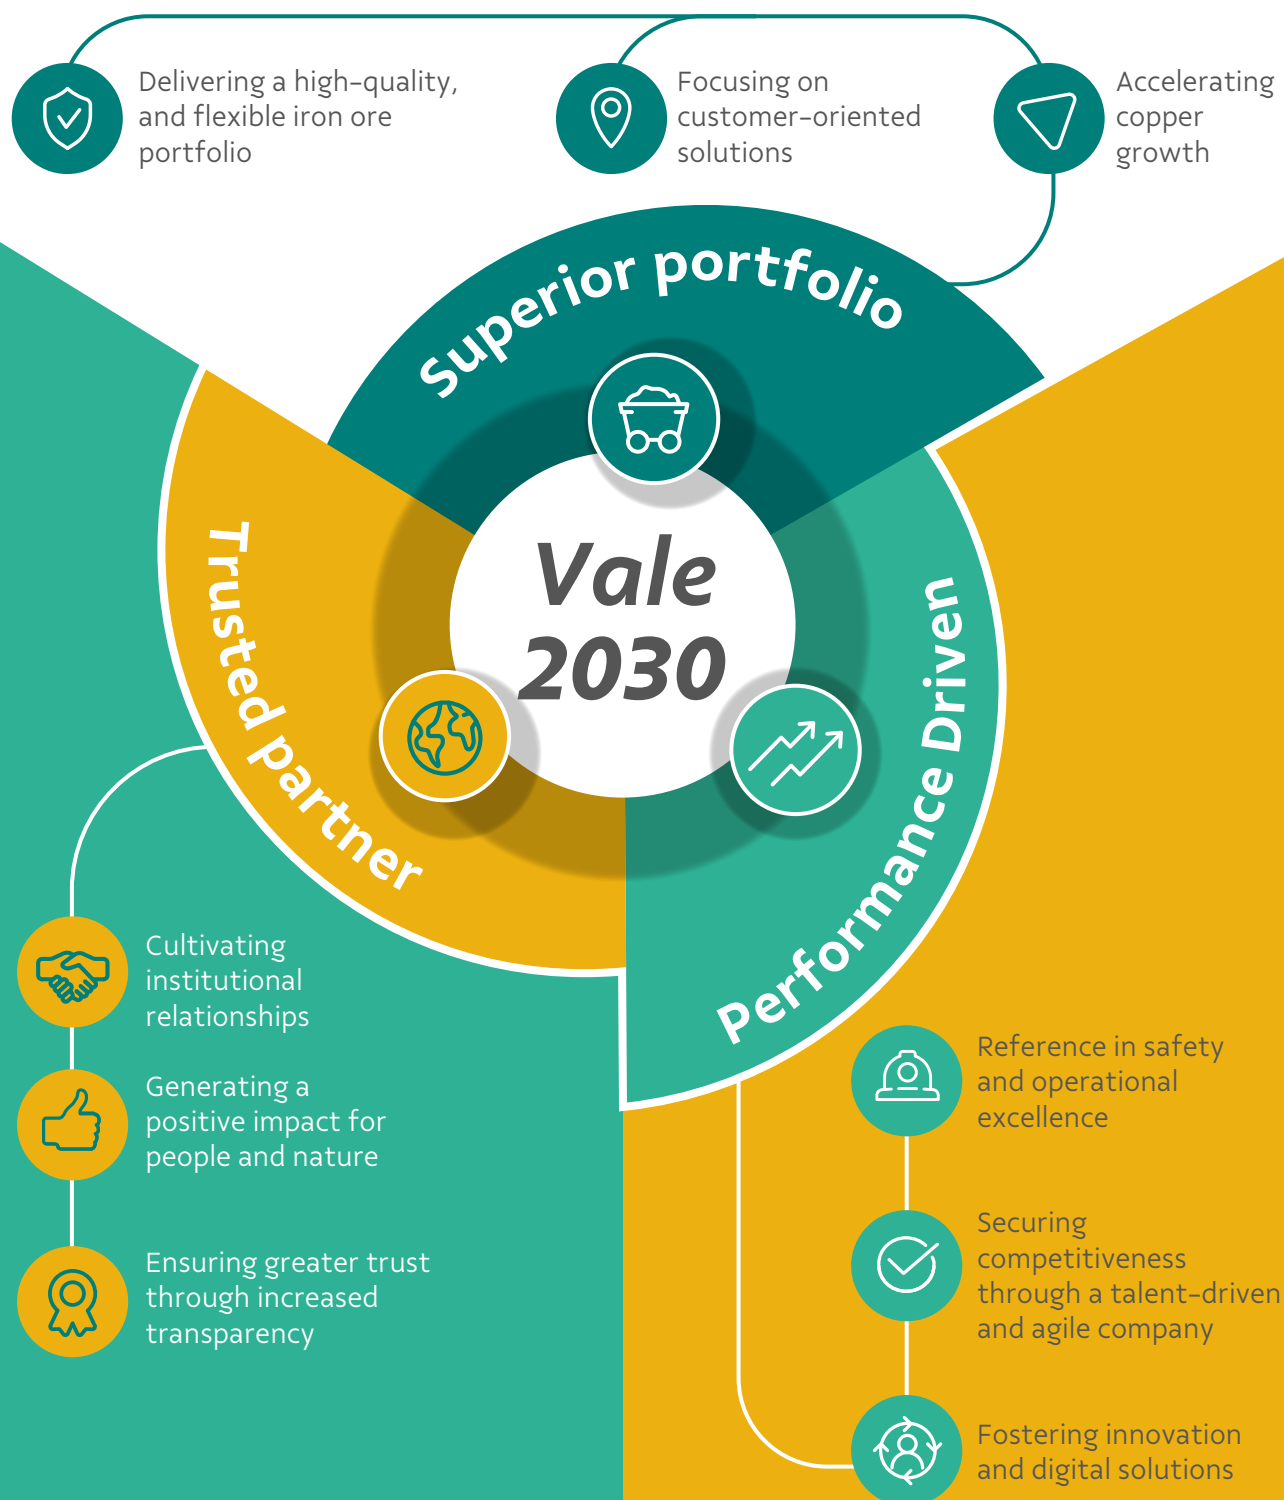 Delivering a high-quality,
and flexible iron ore
portfolio
Focusing on
customer-oriented
solutions
Accelerating
copper
growth
Superior portfolio
Vale
2030
Trusted partner
Performance Driven
Cultivating
institutional
relationships
Generating a
positive impact for
people and nature
Ensuring greater trust
through increased
transparency
Reference in safety
and operational
excellence
Securing
competitiveness
through a talent-driven
and agile company
Fostering innovation
and digital solutions